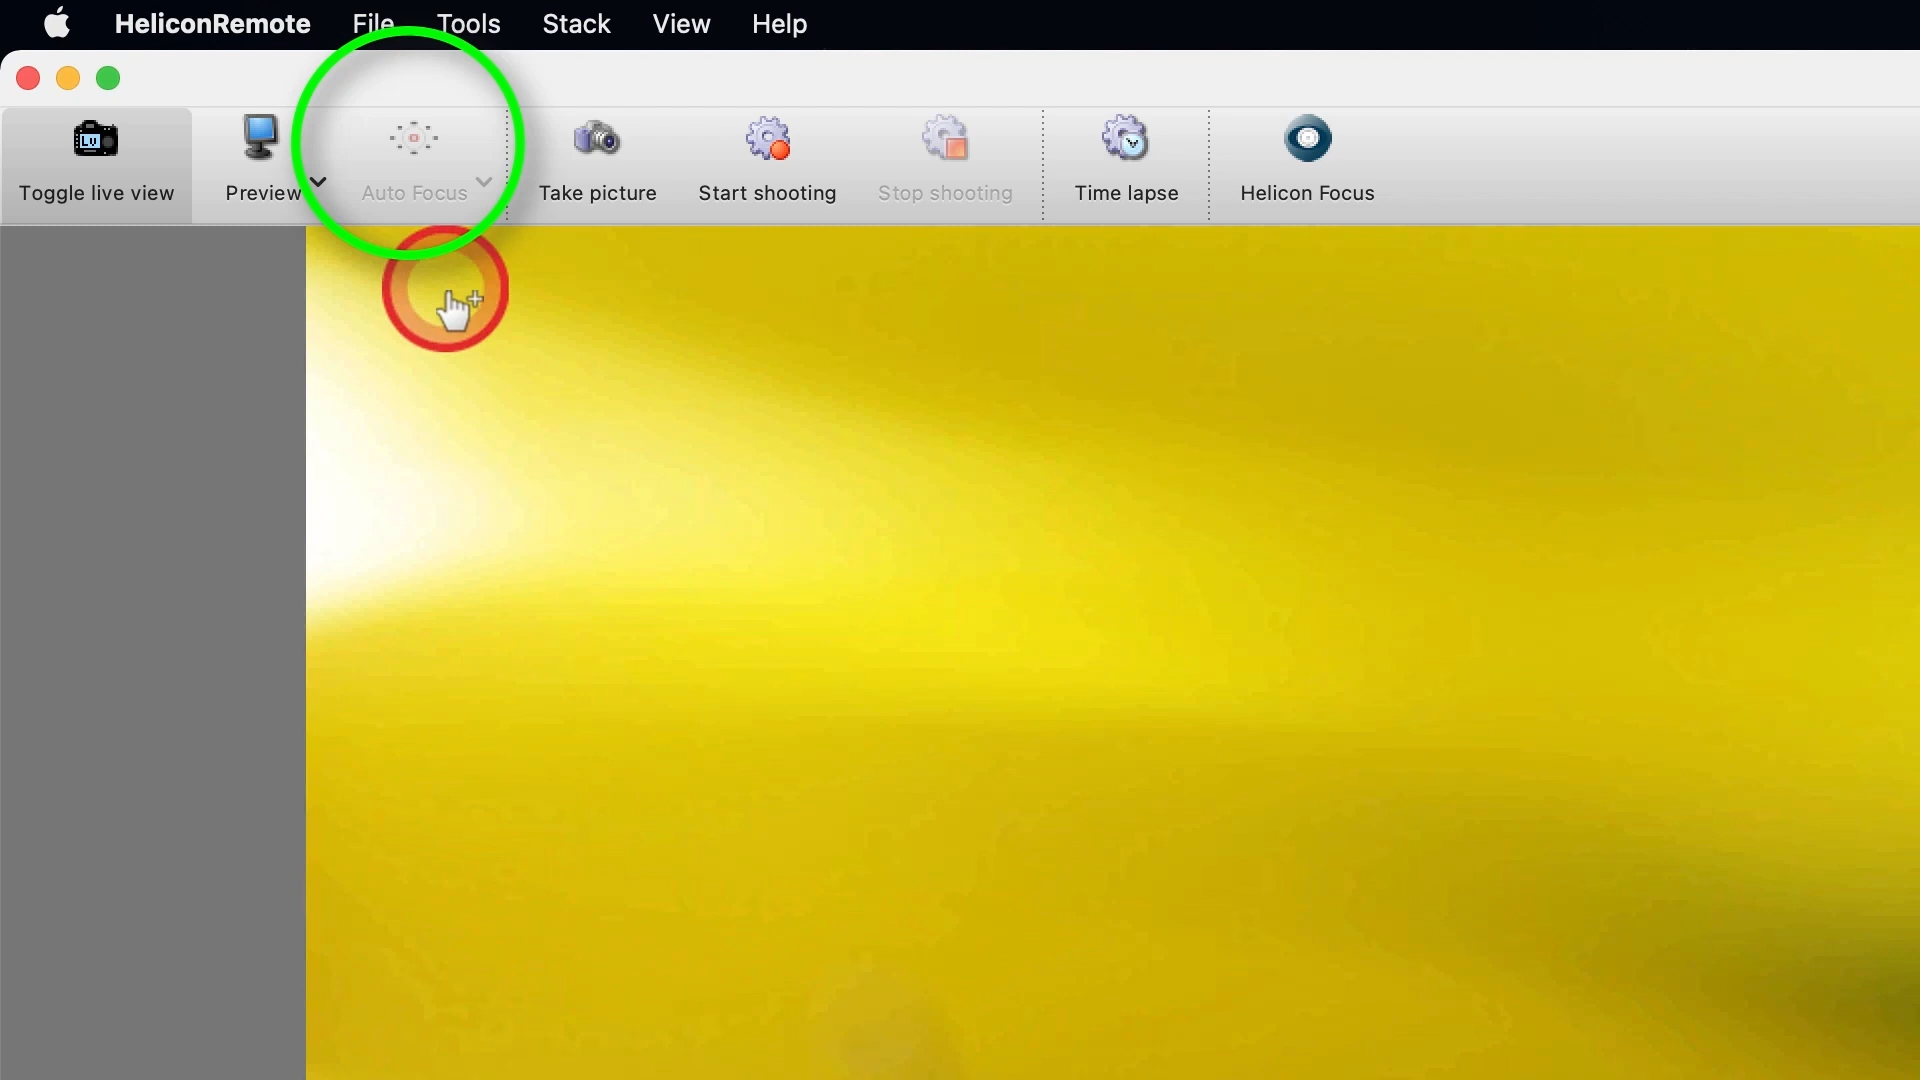 HeliconRemote File Tools Stack View Help
Toggle live view Preview Auto Focus Take picture Start shooting Stop shooting Time lapse Helicon Focus